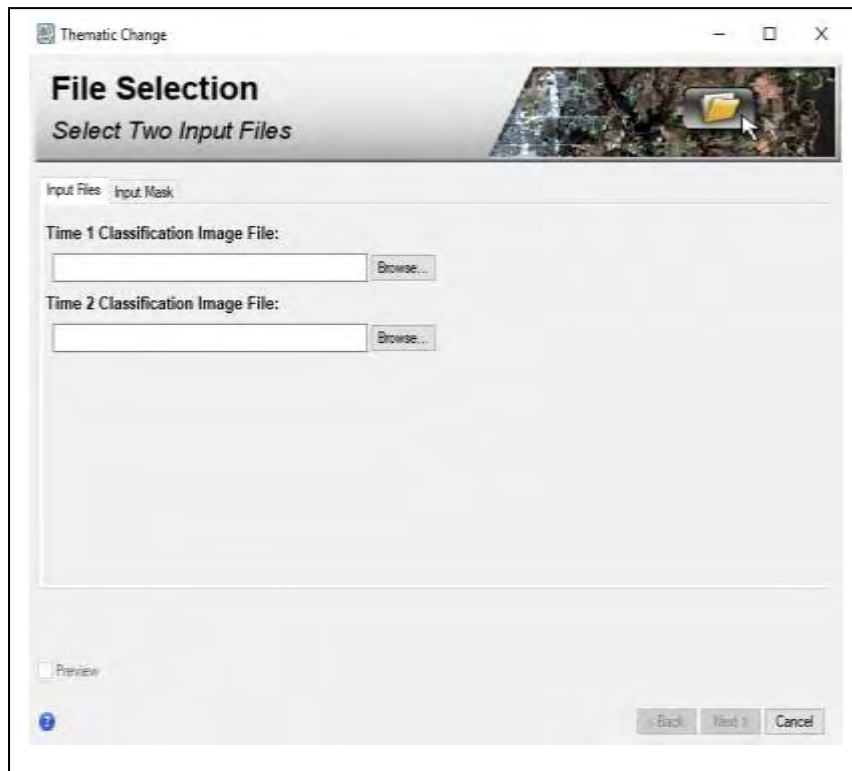 Thematic Change
File Selection
Select Two Input Files
Input Files Input Mask
Time 1 Classification Image File:
Browse...
Time 2 Classification Image File:
Browse...
Preview
< Back Next > Cancel